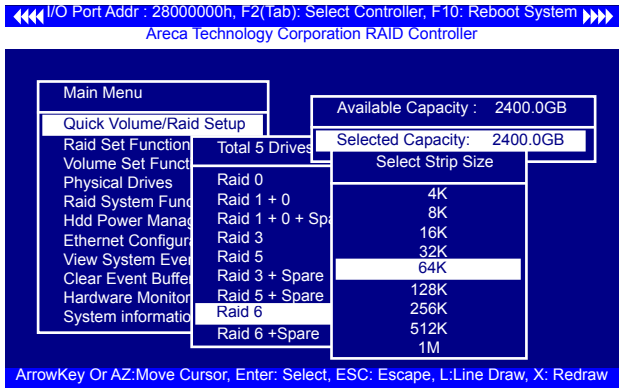 I/O Port Addr : 28000000h, F2(Tab): Select Controller, F10: Reboot System
Areca Technology Corporation RAID Controller
Main Menu
Quick Volume/Raid Setup
Raid Set Function
Volume Set Funct
Physical Drives
Raid System Func
Hdd Power Manag
Ethernet Configura
View System Even
Clear Event Buffer
Hardware Monitor
System informatio
Total 5 Drives
Raid 0
Raid 1 + 0
Raid 1 + 0 + Spa
Raid 3
Raid 5
Raid 3 + Spare
Raid 5 + Spare
Raid 6
Raid 6 +Spare
Available Capacity : 2400.0GB
Selected Capacity: 2400.0GB
Select Strip Size
4K
8K
16K
32K
64K
128K
256K
512K
1M
ArrowKey Or AZ:Move Cursor, Enter: Select, ESC: Escape, L:Line Draw, X: Redraw